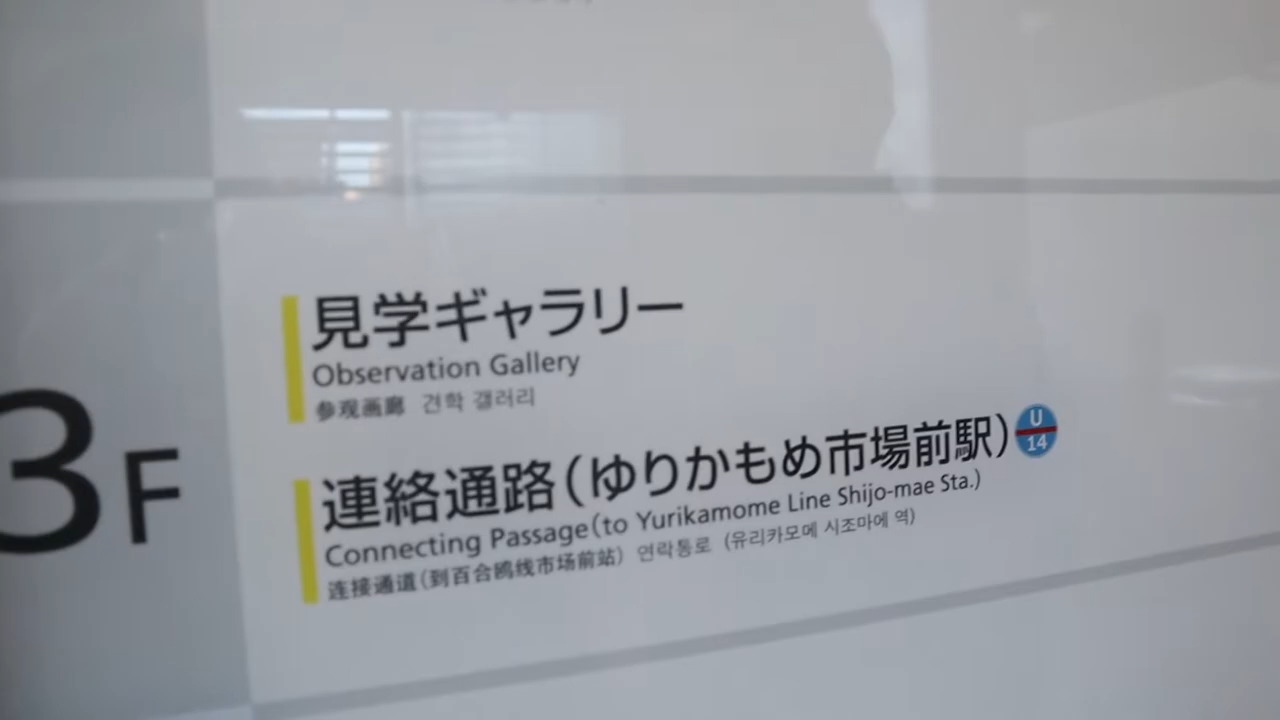 見学ギャラリー
Observation Gallery
参观画廊 견학 갤러리
3F
連絡通路(ゆりかもめ市場前駅) U 14
Connecting Passage(to Yurikamome Line Shijo-mae Sta.)
连接通道(到百合鸥线市场前站) 연락통로 (유리카모메 시조마에 역)